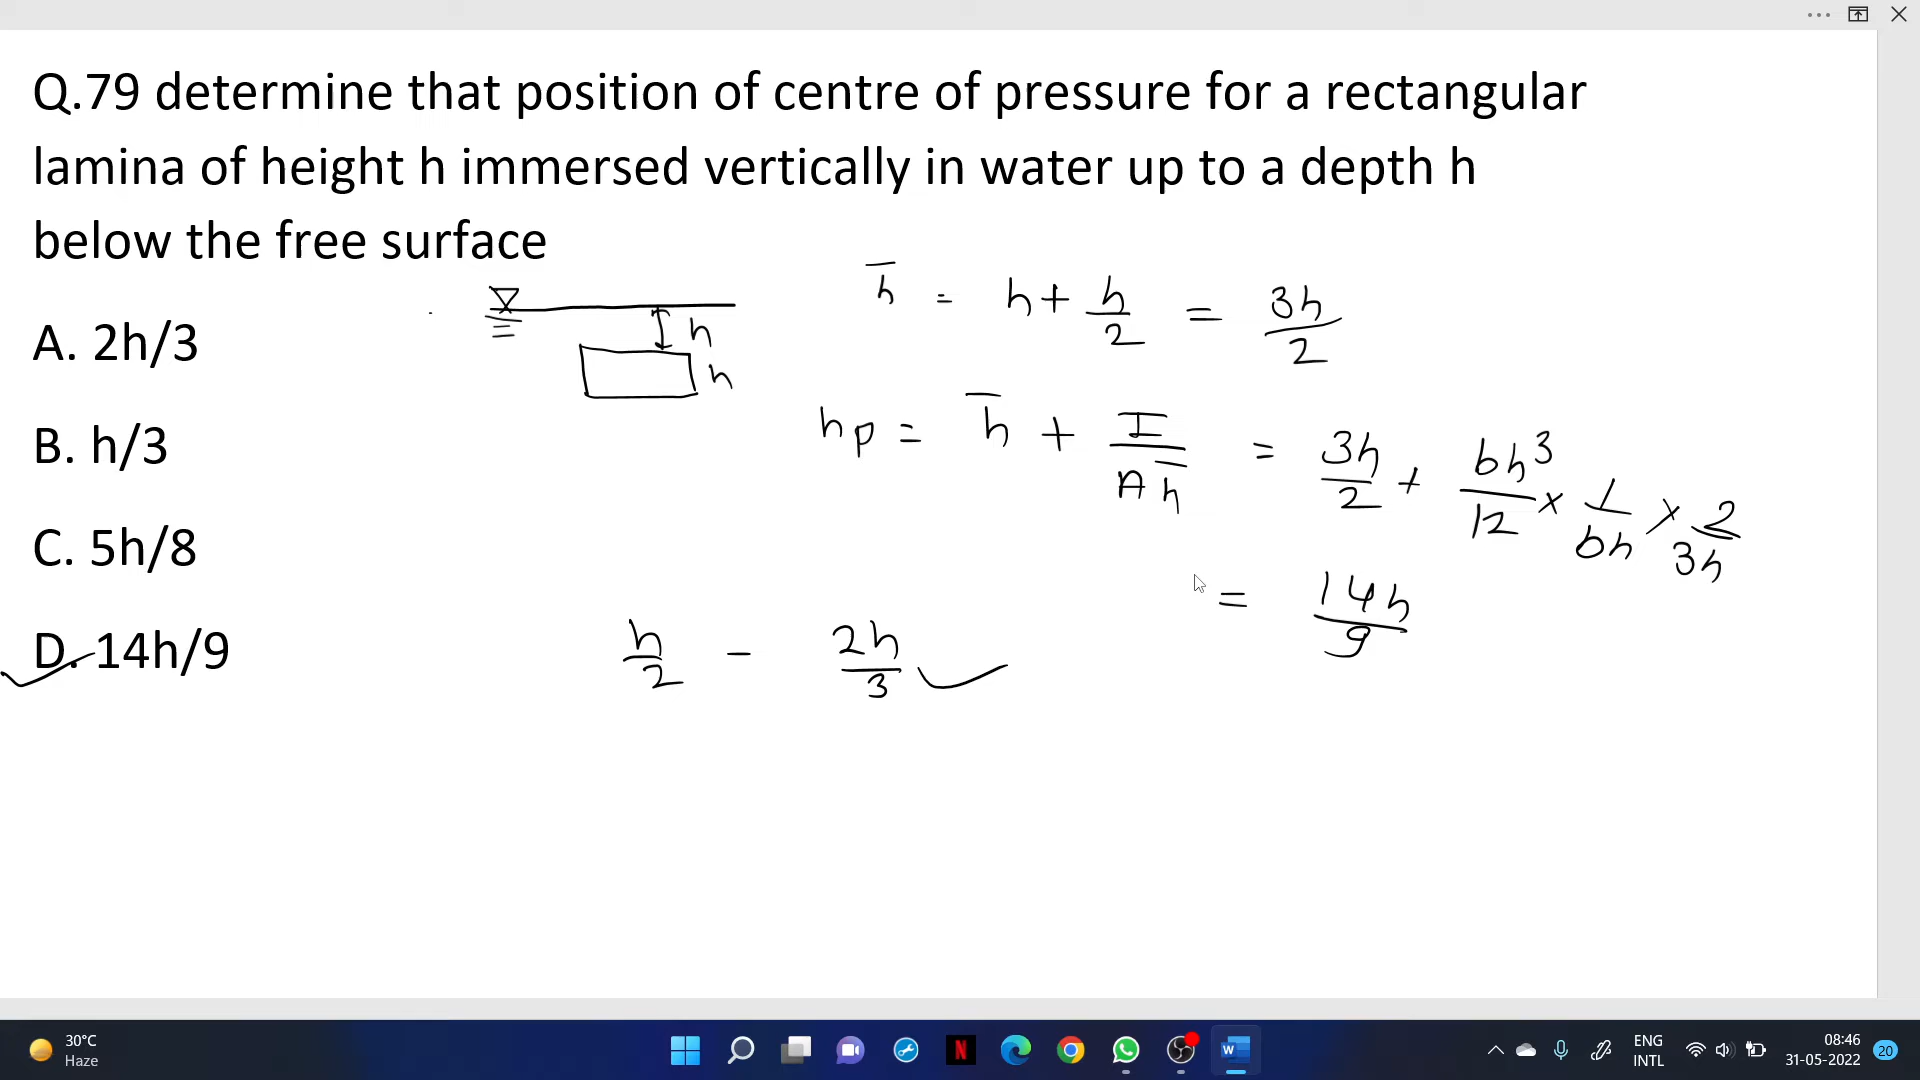 Q.79 determine that position of centre of pressure for a rectangular
lamina of height h immersed vertically in water up to a depth h
below the free surface
A. 2h/3
B. h/3
C. 5h/8
D. 14h/9
h
h
h̅ = h + h/2 = 3h/2
hp = h̅ + I/Ah̅ = 3h/2 + bh³/12 × 1/bh × 2/3h
= 14h/9
h/2 - 2h/3
30°C
Haze
ENG
INTL
08:46
31-05-2022
20